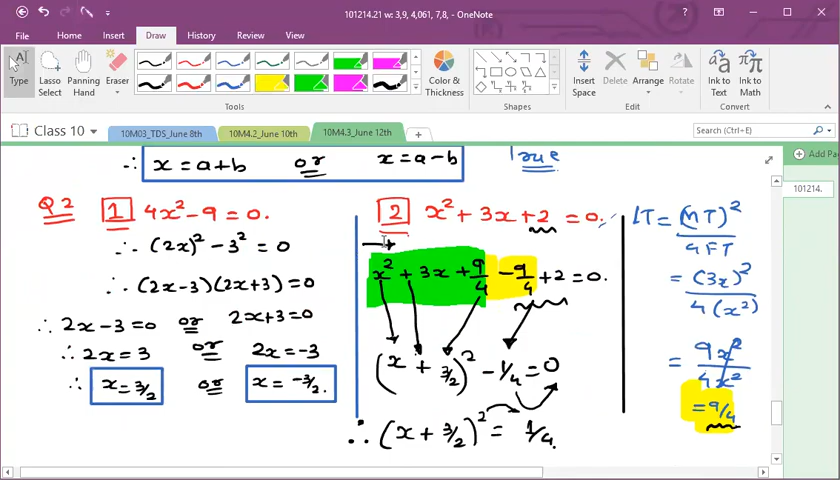 101214.21 w: 3,9, 4,061, 7,8, - OneNote
File Home Insert Draw History Review View
Type
Lasso Select
Panning Hand
Eraser
Color & Thickness
Insert Space
Delete
Arrange
Rotate
Ink to Text
Ink to Math
Tools Shapes Edit Convert
Class 10
10M03_TDS_June 8th
10M4.2_June 10th
10M4.3_June 12th
Search (Ctrl+E)
Add Pa
101214.
∴ x = a+b or x = a-b True
Q2 1 4x² - 9 = 0.
∴ (2x)² - 3² = 0
∴ (2x-3)(2x+3) = 0
∴ 2x-3 = 0 or 2x+3 = 0
∴ 2x = 3 or 2x = -3
∴ x = 3/2 or x = -3/2.
2 x² + 3x + 2 = 0.
x² + 3x + 9/4 - 9/4 + 2 = 0.
(x + 3/2)² - 1/4 = 0
∴ (x + 3/2)² = 1/4.
LT = (MT)²/4FT
= (3x)²/4(x²)
= 9x²/4x²
= 9/4